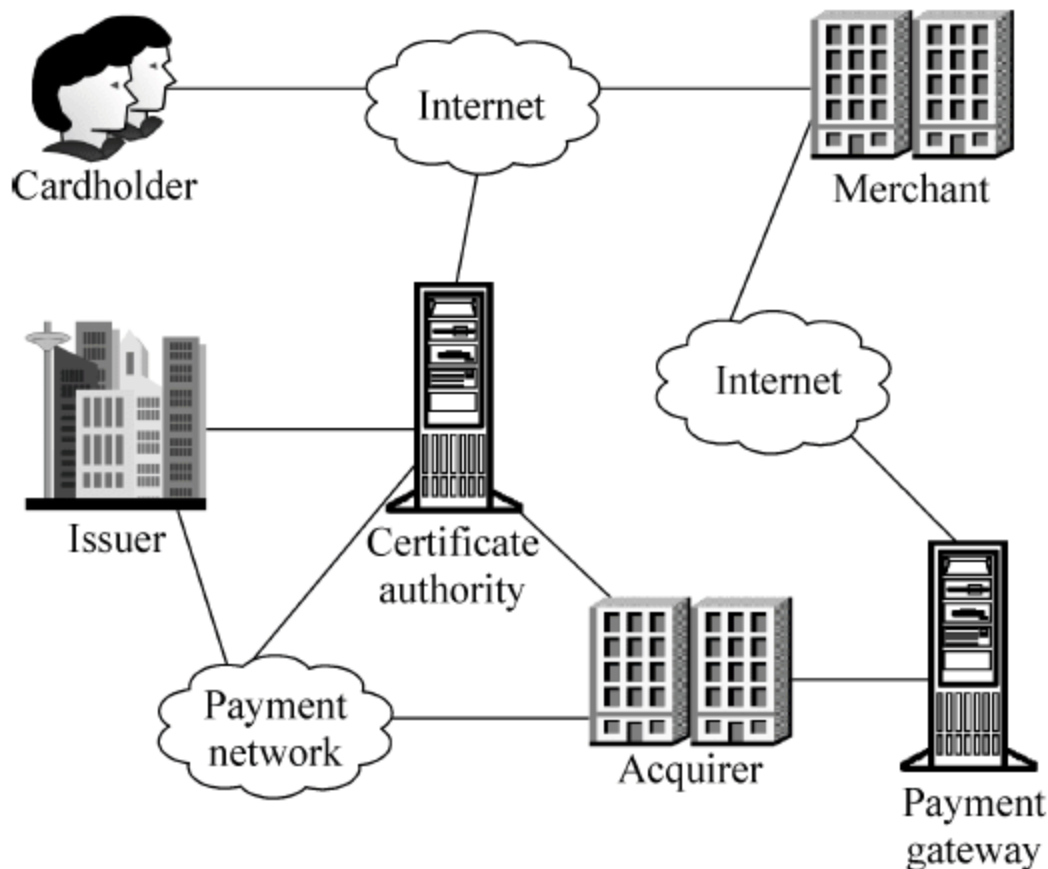 Internet
Cardholder
Merchant
Internet
Issuer
Certificate
authority
Payment
network
Acquirer
Payment
gateway